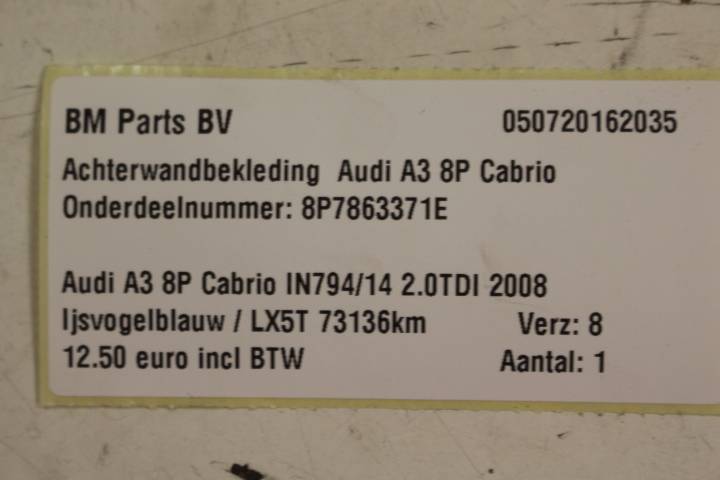 BM Parts BV 050720162035
Achterwandbekleding Audi A3 8P Cabrio
Onderdeelnummer: 8P7863371E
Audi A3 8P Cabrio IN794/14 2.0TDI 2008
Ijsvogelblauw / LX5T 73136km Verz: 8
12.50 euro incl BTW Aantal: 1